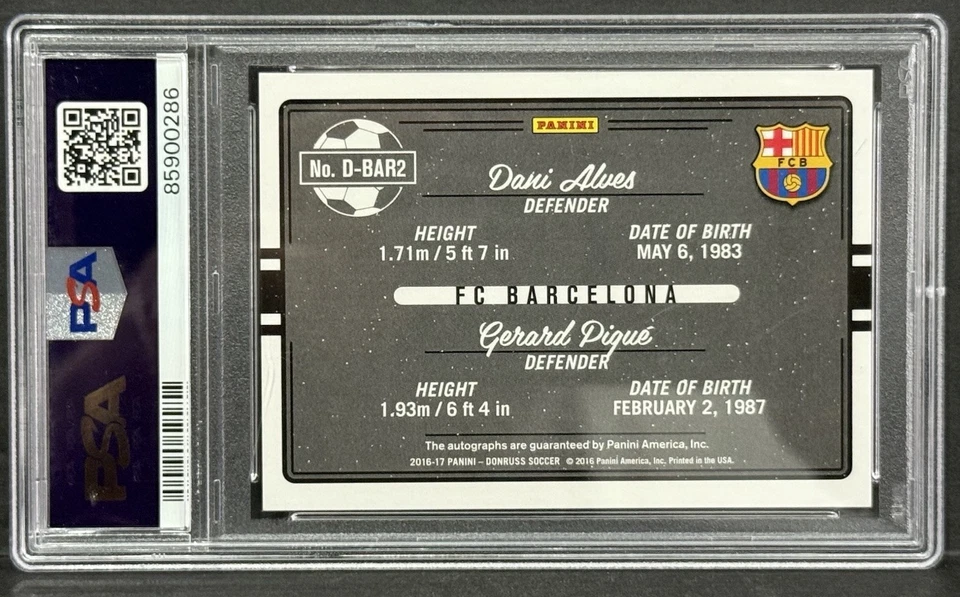 85900286
PSA
PSA
PANINI
No. D-BAR2
FCB
Dani Alves
DEFENDER
HEIGHT DATE OF BIRTH
1.71m / 5 ft 7 in MAY 6, 1983
FC BARCELONA
Gerard Piqué
DEFENDER
HEIGHT DATE OF BIRTH
1.93m / 6 ft 4 in FEBRUARY 2, 1987
The autographs are guaranteed by Panini America, Inc.
2016-17 PANINI – DONRUSS SOCCER © 2016 Panini America, Inc. Printed in the USA.